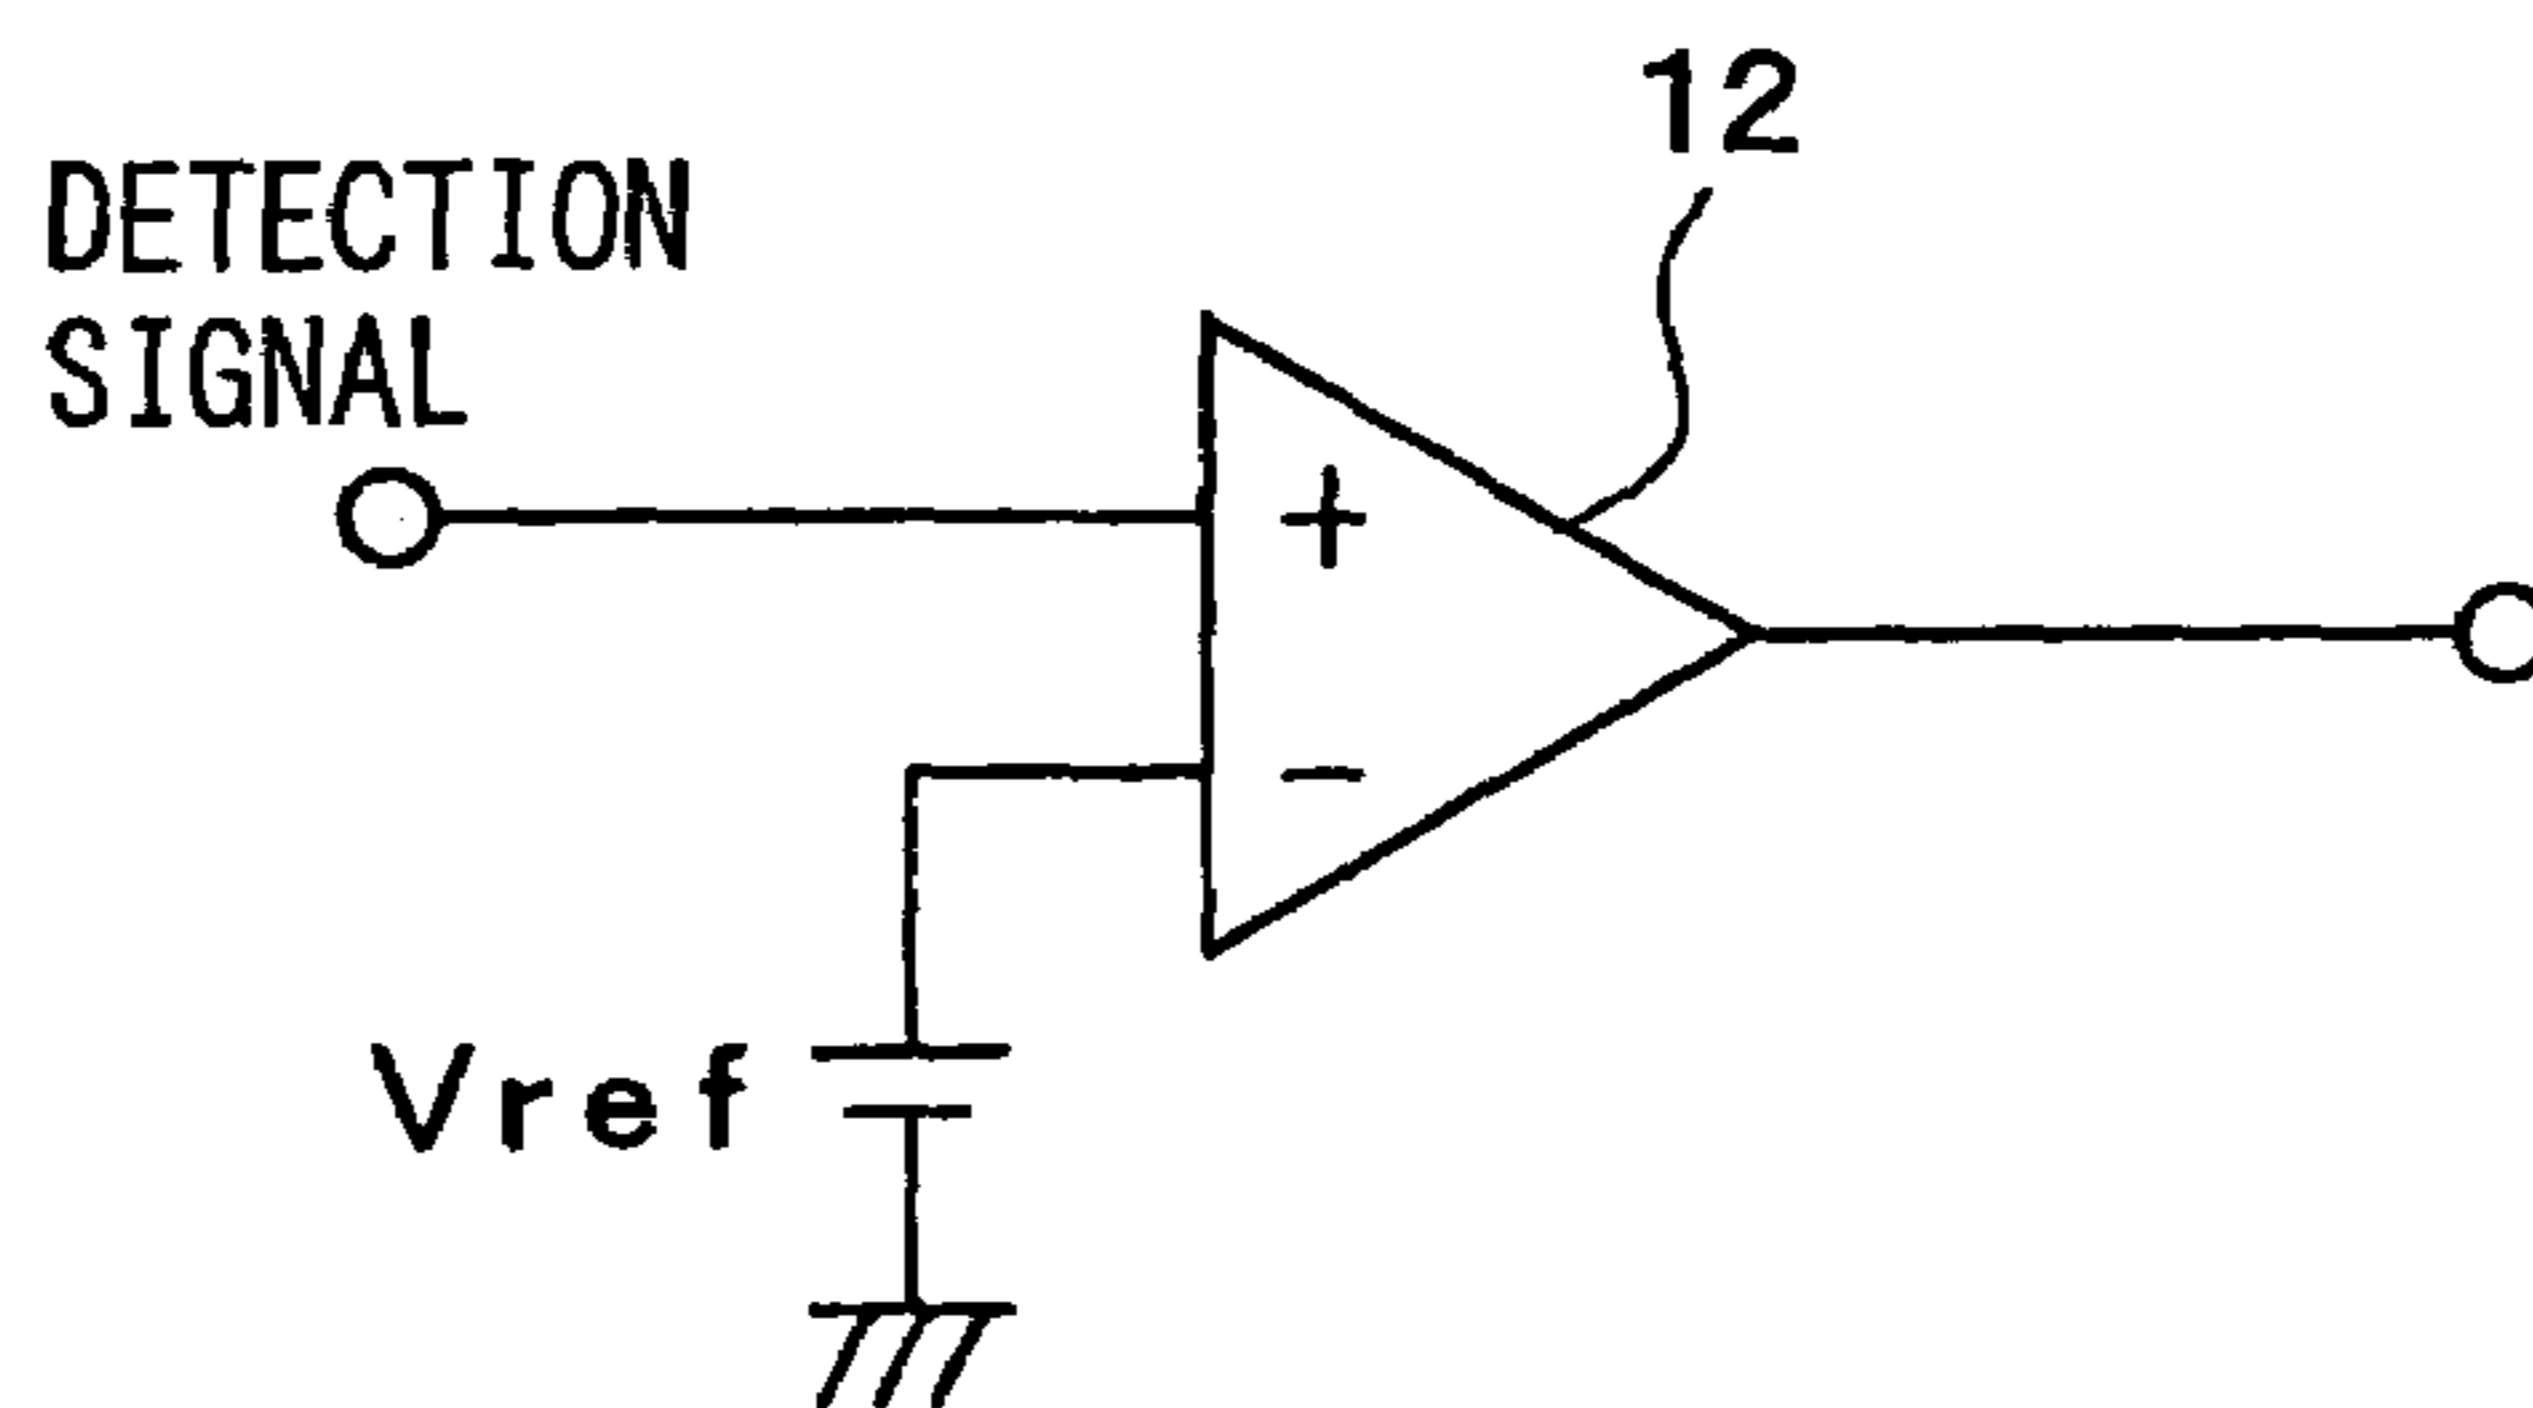 12
DETECTION
SIGNAL
+
−
Vref